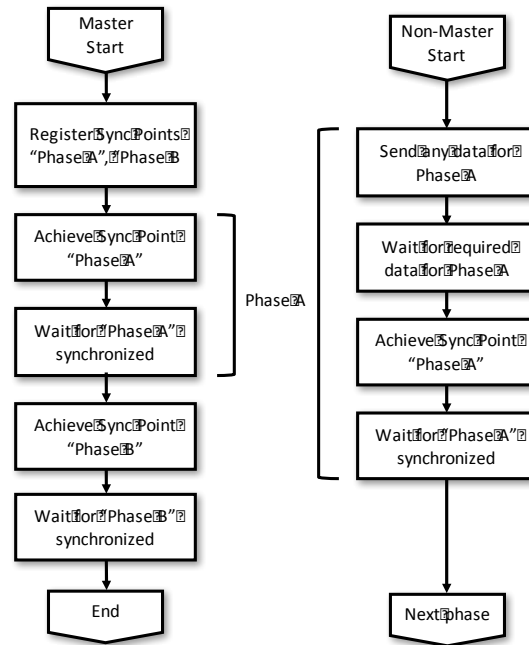 Master
Start
Register Sync Points
“Phase A”, “Phase B
Achieve Sync Point
“Phase A”
Wait for “Phase A”
synchronized
Achieve Sync Point
“Phase B”
Wait for “Phase B”
synchronized
End
Phase A
Non-Master
Start
Send any data for
Phase A
Wait for required
data for Phase A
Achieve Sync Point
“Phase A”
Wait for “Phase A”
synchronized
Next phase